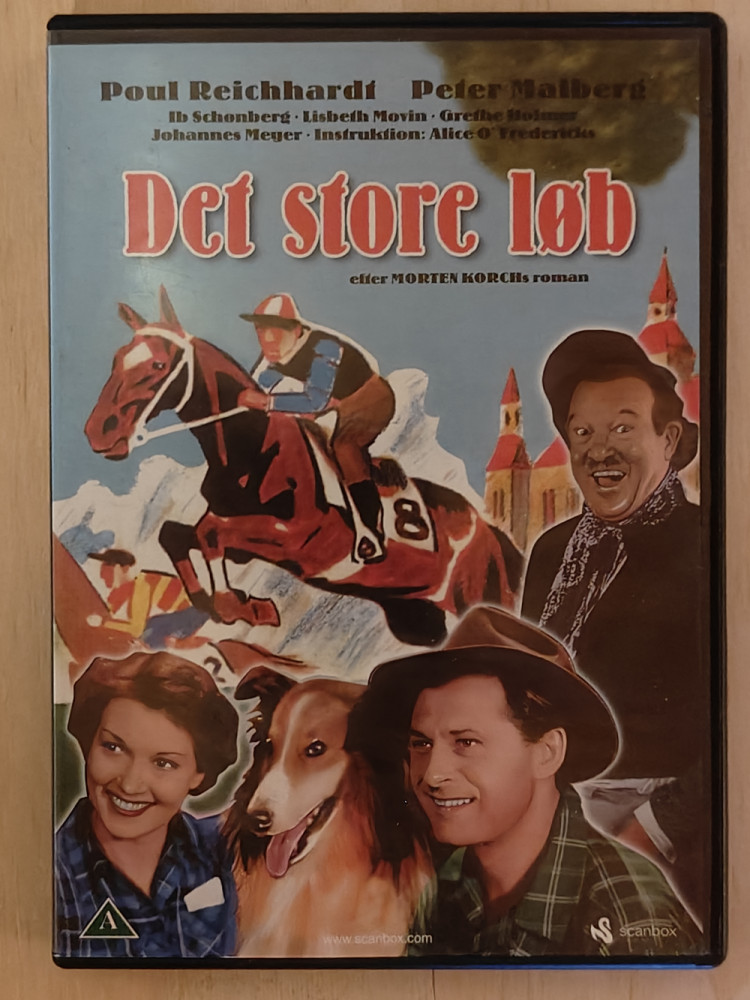 Poul Reichhardt Peter Malberg
Ib Schønberg · Lisbeth Movin · Grethe Holmer
Johannes Meyer · Instruktion: Alice O'Fredericks
Det store løb
efter MORTEN KORCHs roman
8
2
A
www.scanbox.com
scanbox